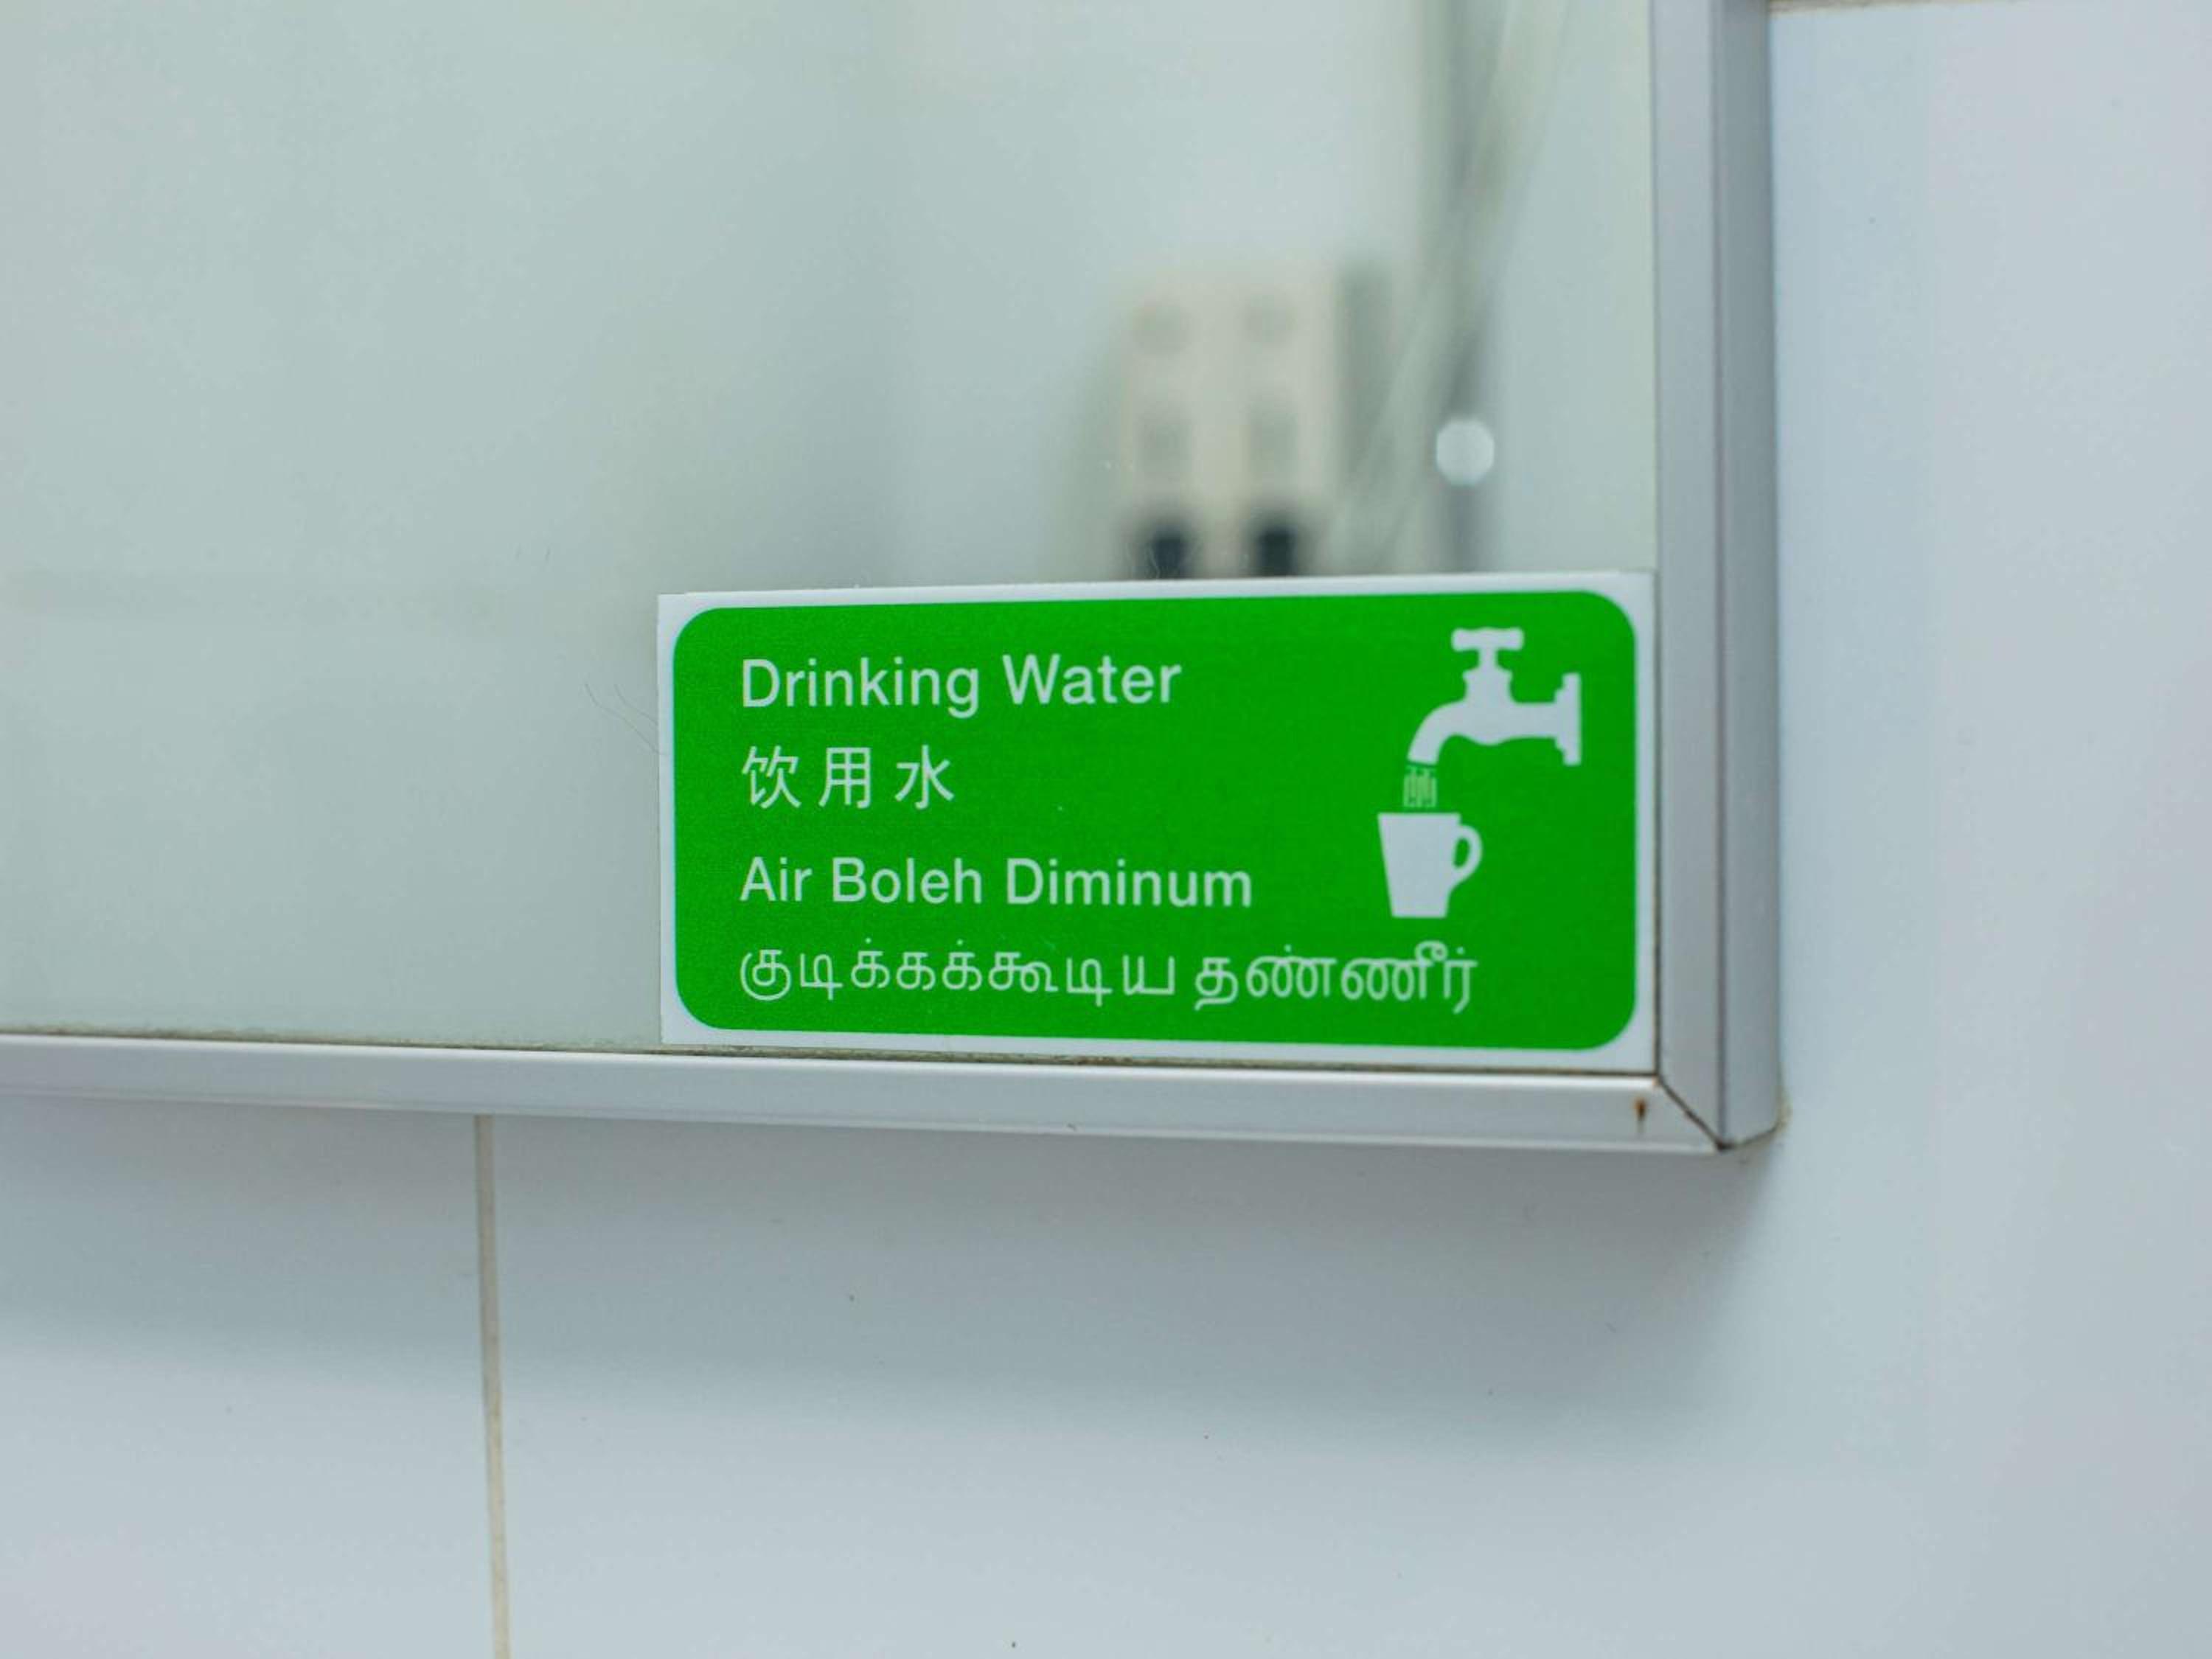 Drinking Water
饮用水
Air Boleh Diminum
குடிக்கக்கூடிய தண்ணீர்